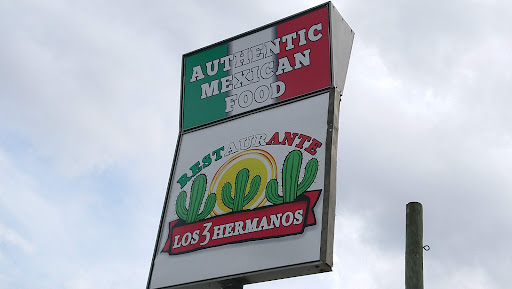 AUTHENTIC
MEXICAN
FOOD
RESTAURANTE
LOS 3 HERMANOS